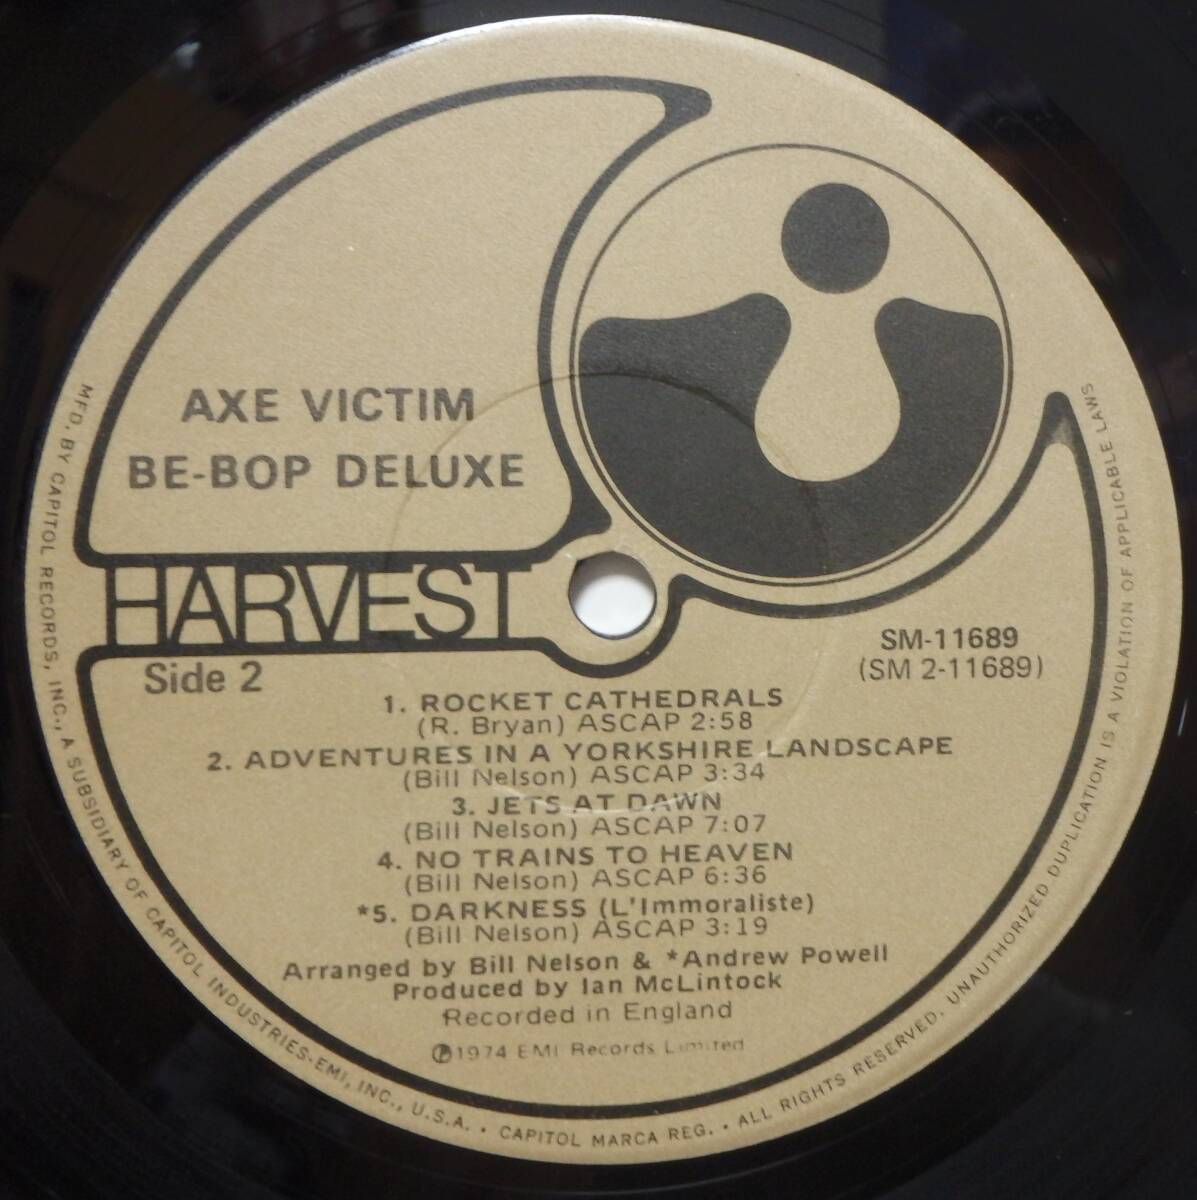 AXE VICTIM
BE-BOP DELUXE
HARVEST
Side 2
SM-11689
(SM 2-11689)
1. ROCKET CATHEDRALS
(R. Bryan) ASCAP 2:58
2. ADVENTURES IN A YORKSHIRE LANDSCAPE
(Bill Nelson) ASCAP 3:34
3. JETS AT DAWN
(Bill Nelson) ASCAP 7:07
4. NO TRAINS TO HEAVEN
(Bill Nelson) ASCAP 6:36
*5. DARKNESS (L'Immoraliste)
(Bill Nelson) ASCAP 3:19
Arranged by Bill Nelson & *Andrew Powell
Produced by Ian McLintock
Recorded in England
℗1974 EMI Records Limited
MFD. BY CAPITOL RECORDS, INC., A SUBSIDIARY OF CAPITOL INDUSTRIES-EMI, INC., U.S.A. • CAPITOL MARCA REG. • ALL RIGHTS RESERVED. UNAUTHORIZED DUPLICATION IS A VIOLATION OF APPLICABLE LAWS